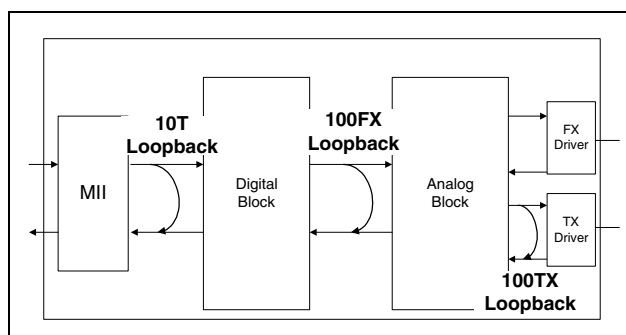 10T
Loopback
100FX
Loopback
MII
Digital
Block
Analog
Block
FX
Driver
TX
Driver
100TX
Loopback